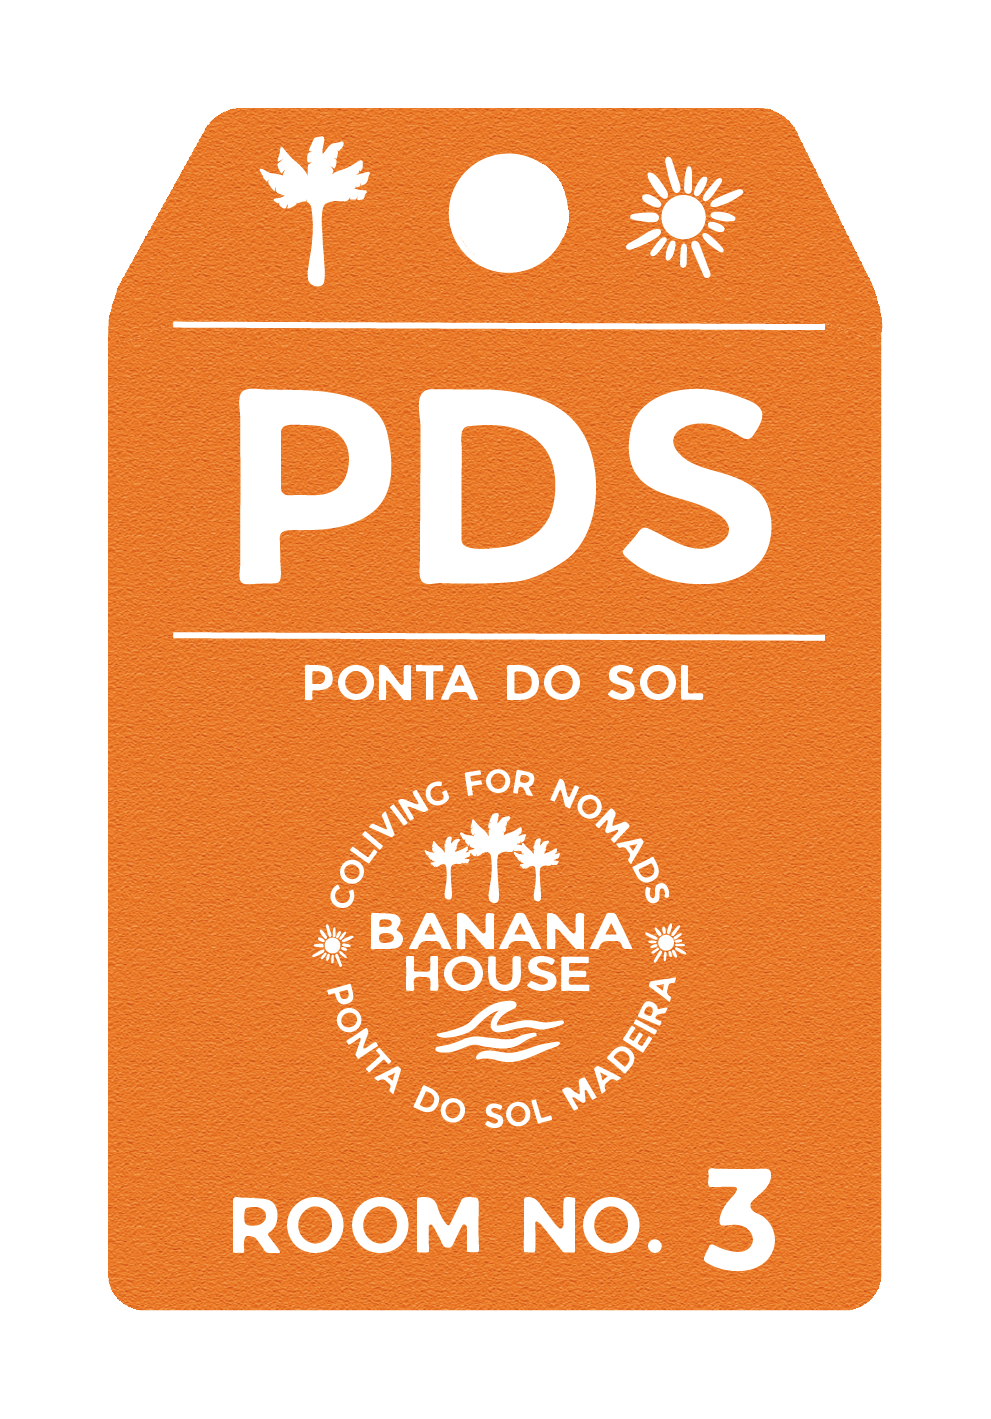 PDS
PONTA DO SOL
COLIVING FOR NOMADS
BANANA
HOUSE
PONTA DO SOL MADEIRA
ROOM NO. 3